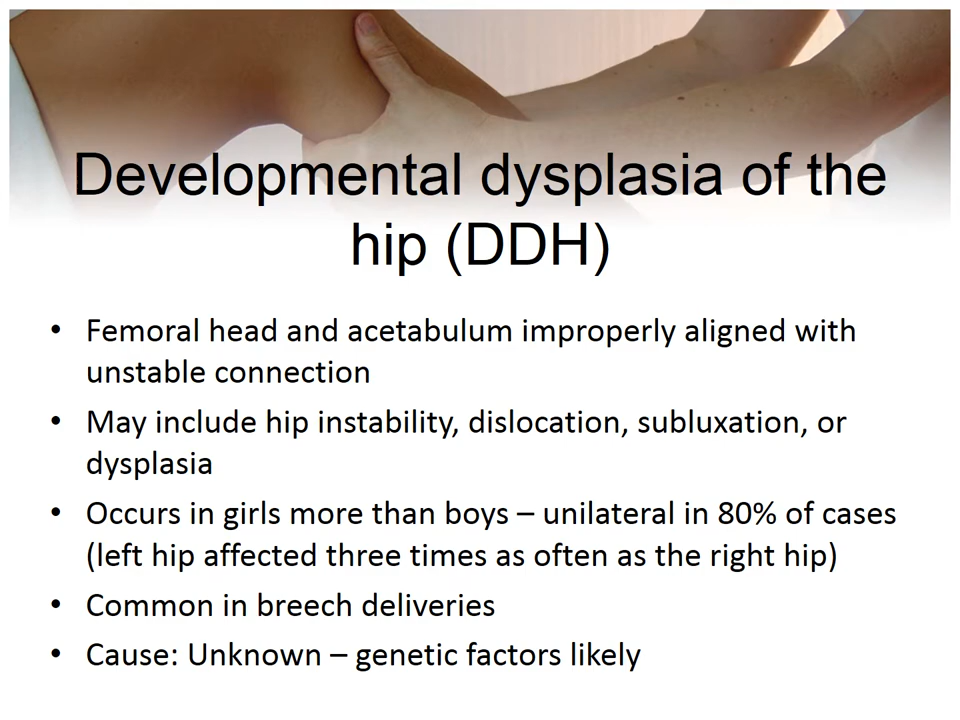 Developmental dysplasia of the
hip (DDH)
• Femoral head and acetabulum improperly aligned with
unstable connection
• May include hip instability, dislocation, subluxation, or
dysplasia
• Occurs in girls more than boys – unilateral in 80% of cases
(left hip affected three times as often as the right hip)
• Common in breech deliveries
• Cause: Unknown – genetic factors likely